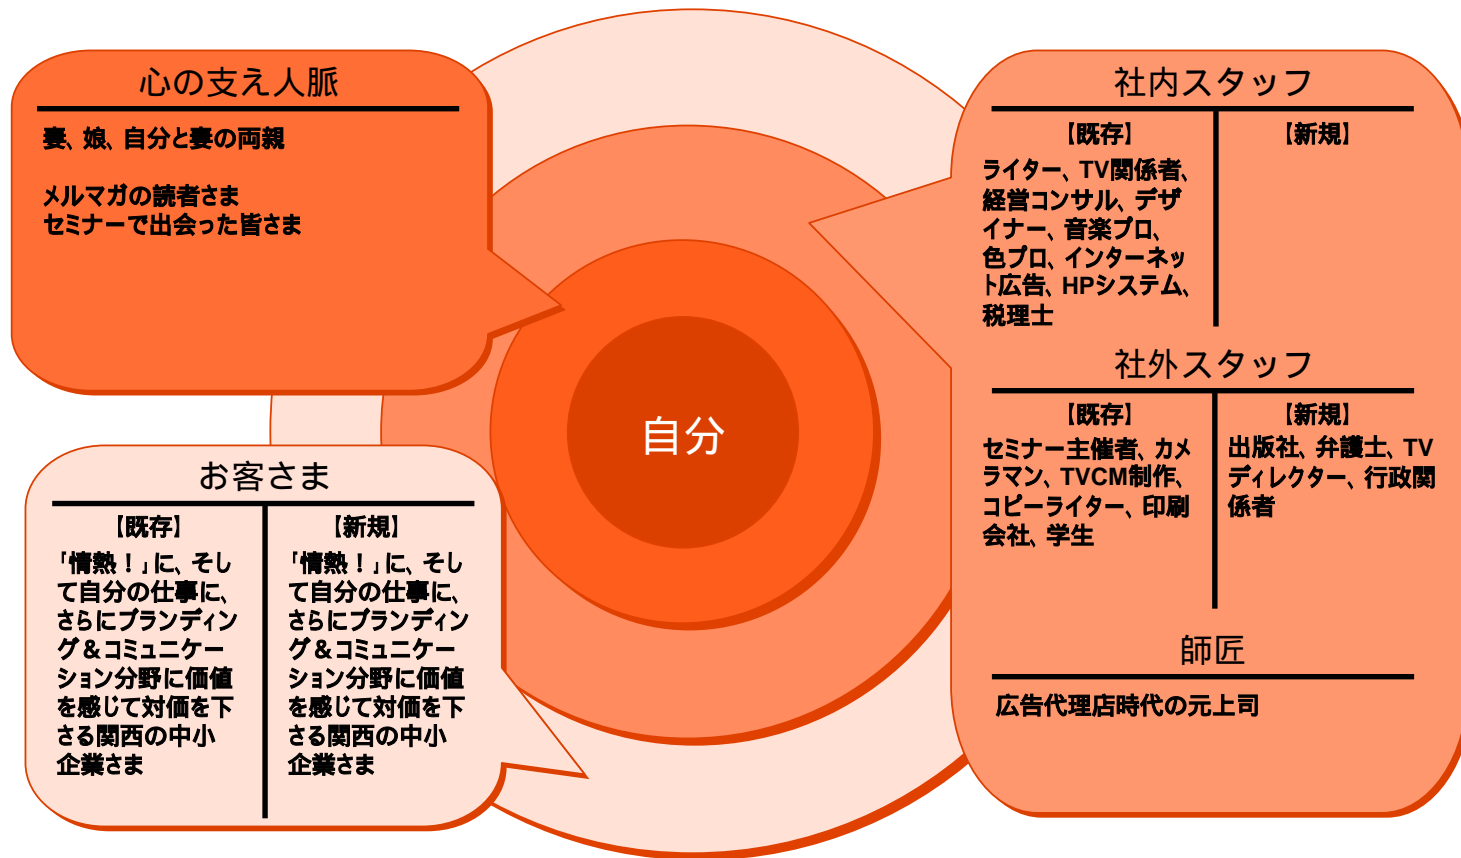 心の支え人脈
妻、娘、自分と妻の両親
メルマガの読者さま
セミナーで出会った皆さま
お客さま
【既存】
「情熱！」に、そし
て自分の仕事に、
さらにブランディン
グ＆コミュニケー
ション分野に価値
を感じて対価を下
さる関西の中小
企業さま
【新規】
「情熱！」に、そし
て自分の仕事に、
さらにブランディン
グ＆コミュニケー
ション分野に価値
を感じて対価を下
さる関西の中小
企業さま
自分
社内スタッフ
【既存】
ライター、TV関係者、
経営コンサル、デザ
イナー、音楽プロ、
色プロ、インターネッ
ト広告、HPシステム、
税理士
【新規】
社外スタッフ
【既存】
セミナー主催者、カメ
ラマン、TVCM制作、
コピーライター、印刷
会社、学生
【新規】
出版社、弁護士、TV
ディレクター、行政関
係者
師匠
広告代理店時代の元上司